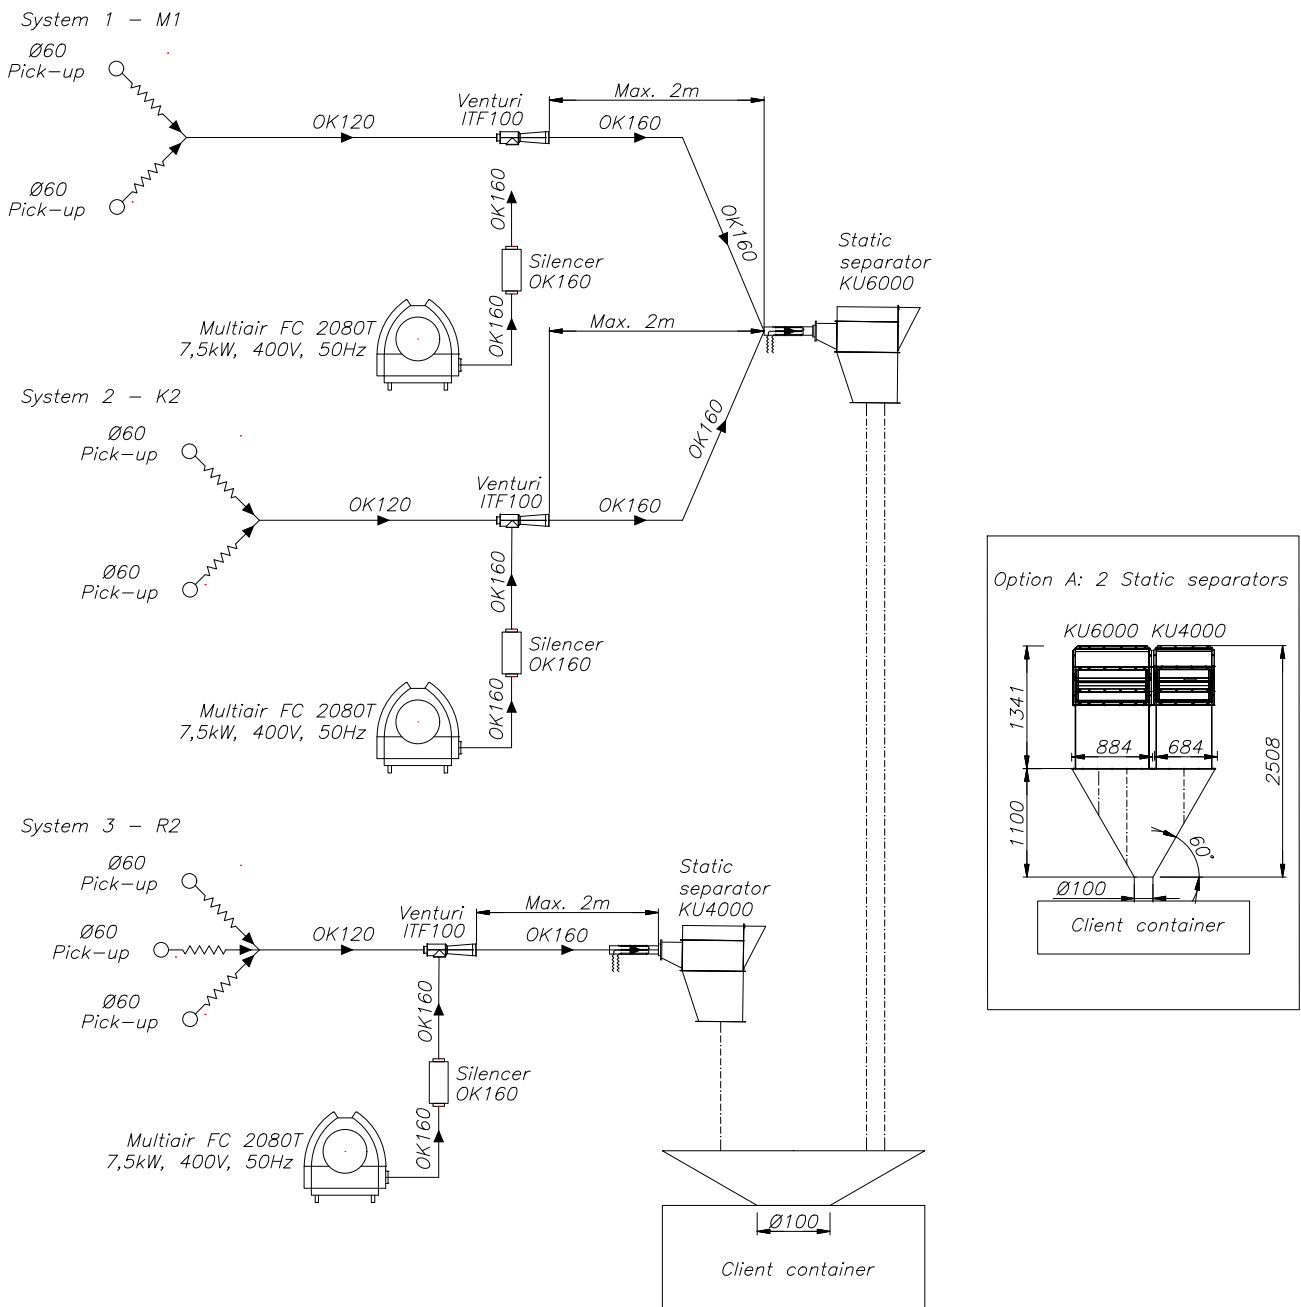 System 1 - M1
Ø60
Pick-up
Ø60
Pick-up
OK120
Venturi
ITF100
Max. 2m
OK160
OK160
OK160
Silencer
OK160
OK160
Multiair FC 2080T
7,5kW, 400V, 50Hz
Static
separator
KU6000
Max. 2m
System 2 - K2
Ø60
Pick-up
Ø60
Pick-up
OK120
Venturi
ITF100
OK160
OK160
OK160
Silencer
OK160
OK160
Multiair FC 2080T
7,5kW, 400V, 50Hz
System 3 - R2
Ø60
Pick-up
Ø60
Pick-up
Ø60
Pick-up
OK120
Venturi
ITF100
Max. 2m
OK160
Static
separator
KU4000
OK160
Silencer
OK160
OK160
Multiair FC 2080T
7,5kW, 400V, 50Hz
Ø100
Client container
Option A: 2 Static separators
KU6000 KU4000
1341
884
684
2508
1100
60°
Ø100
Client container